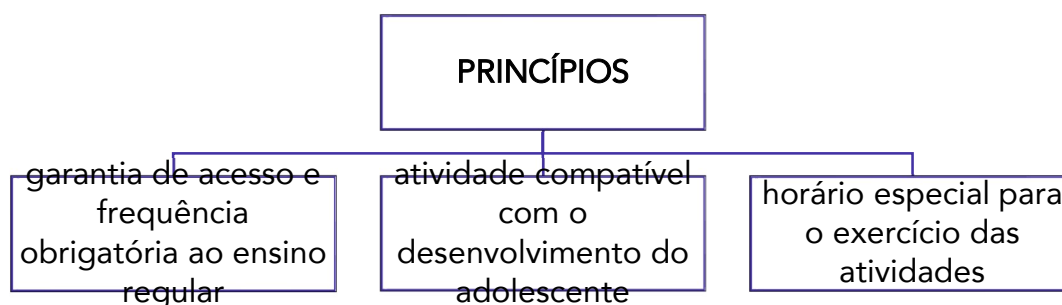 PRINCÍPIOS
garantia de acesso e
frequência
obrigatória ao ensino
regular
atividade compatível
com o
desenvolvimento do
adolescente
horário especial para
o exercício das
atividades